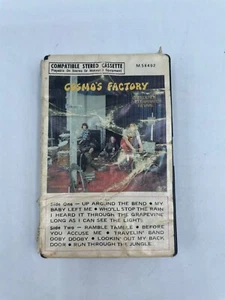 COMPATIBLE STEREO CASSETTE
M 58402
COSMO'S FACTORY
Side One — UP AROUND THE BEND • MY
BABY LEFT ME • WHO'LL STOP THE RAIN
I HEARD IT THROUGH THE GRAPEVINE
LONG AS I CAN SEE THE LIGHT
Side Two — RAMBLE TAMBLE • BEFORE
YOU ACCUSE ME • TRAVELIN' BAND
OOBY DOOBY • LOOKIN' OUT MY BACK
DOOR • RUN THROUGH THE JUNGLE